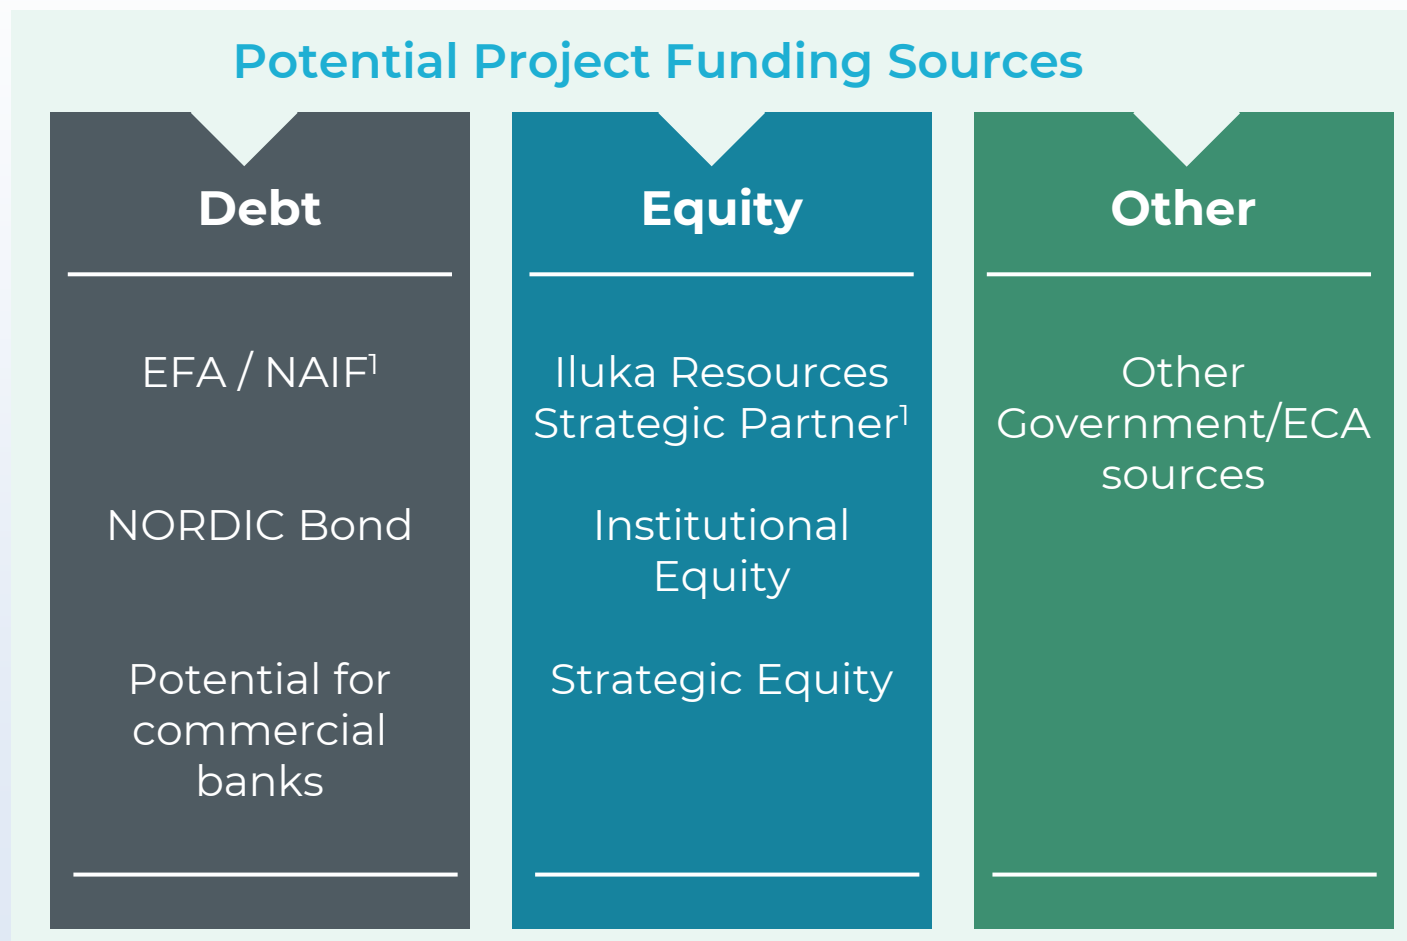 Potential Project Funding Sources
Debt
EFA / NAIF¹
NORDIC Bond
Potential for
commercial
banks
Equity
Iluka Resources
Strategic Partner¹
Institutional
Equity
Strategic Equity
Other
Other
Government/ECA
sources